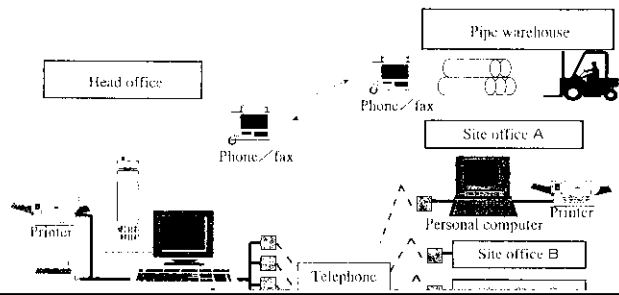 Pipe warehouse
Head office
Phone/fax
Phone/fax
Site office A
Printer
Personal computer
Printer
Site office B
Telephone